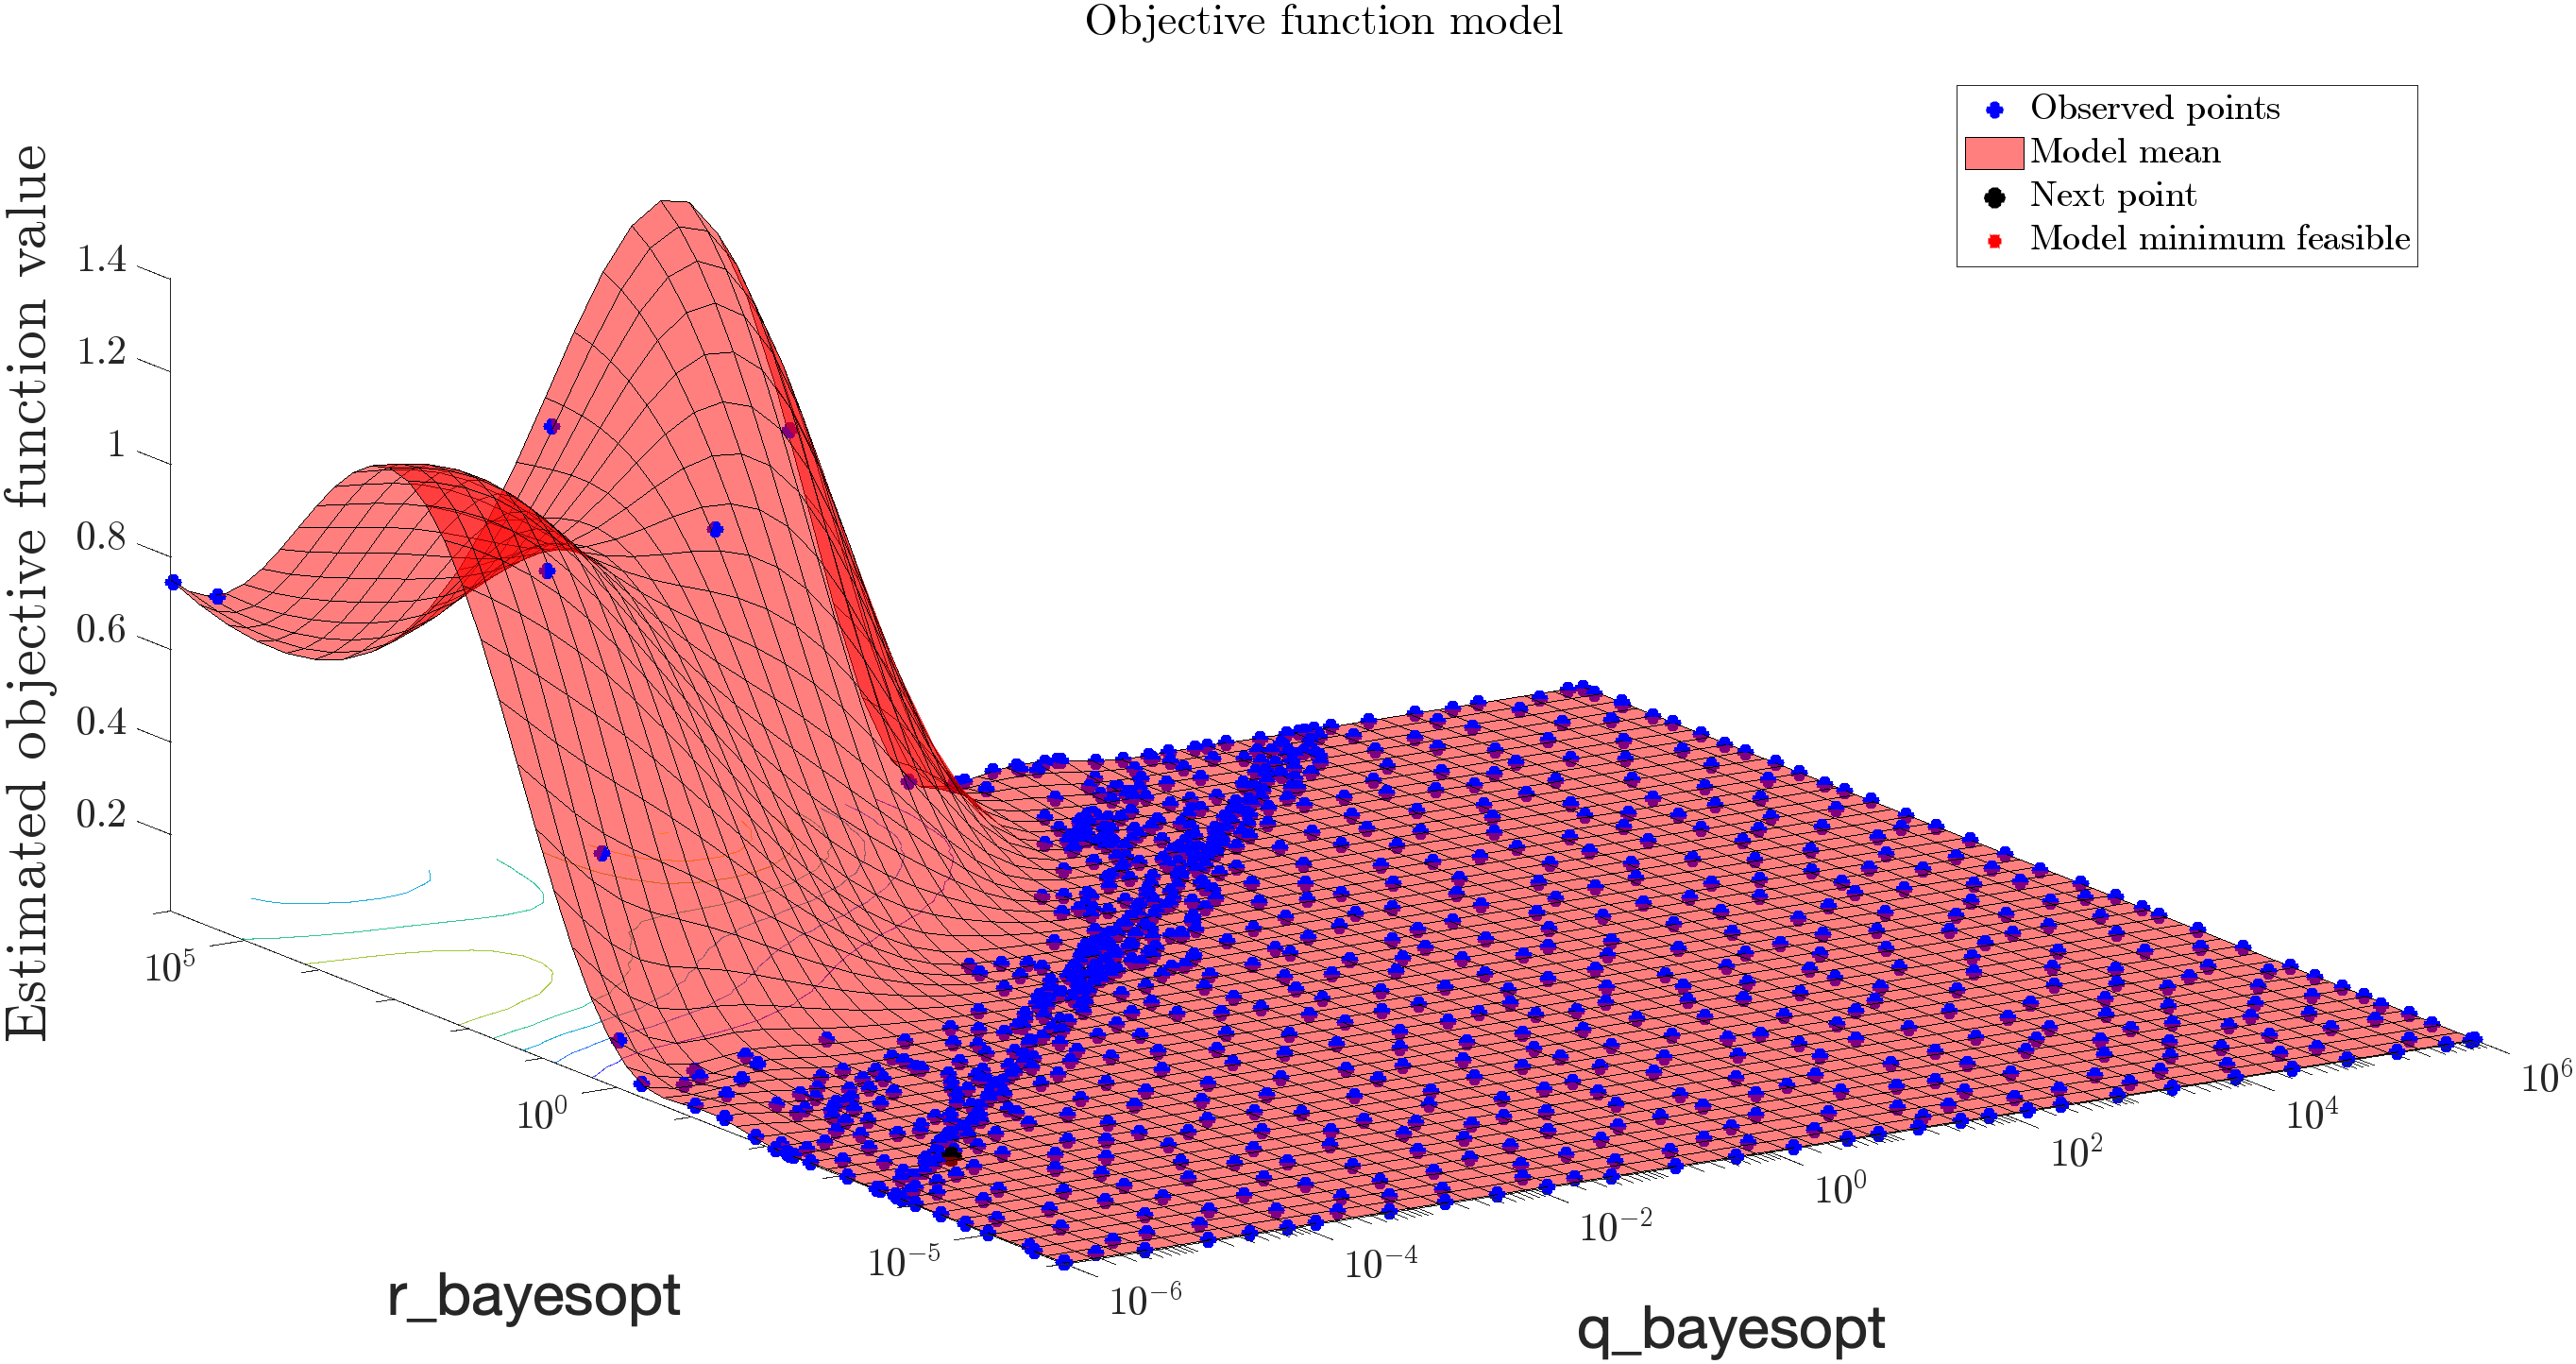 Objective function model
Observed points
Model mean
Next point
Model minimum feasible
Estimated objective function value
1.4
1.2
1
0.8
0.6
0.4
0.2
10^5
10^0
10^-5
r_bayesopt
10^-6
10^-4
10^-2
10^0
10^2
10^4
10^6
q_bayesopt